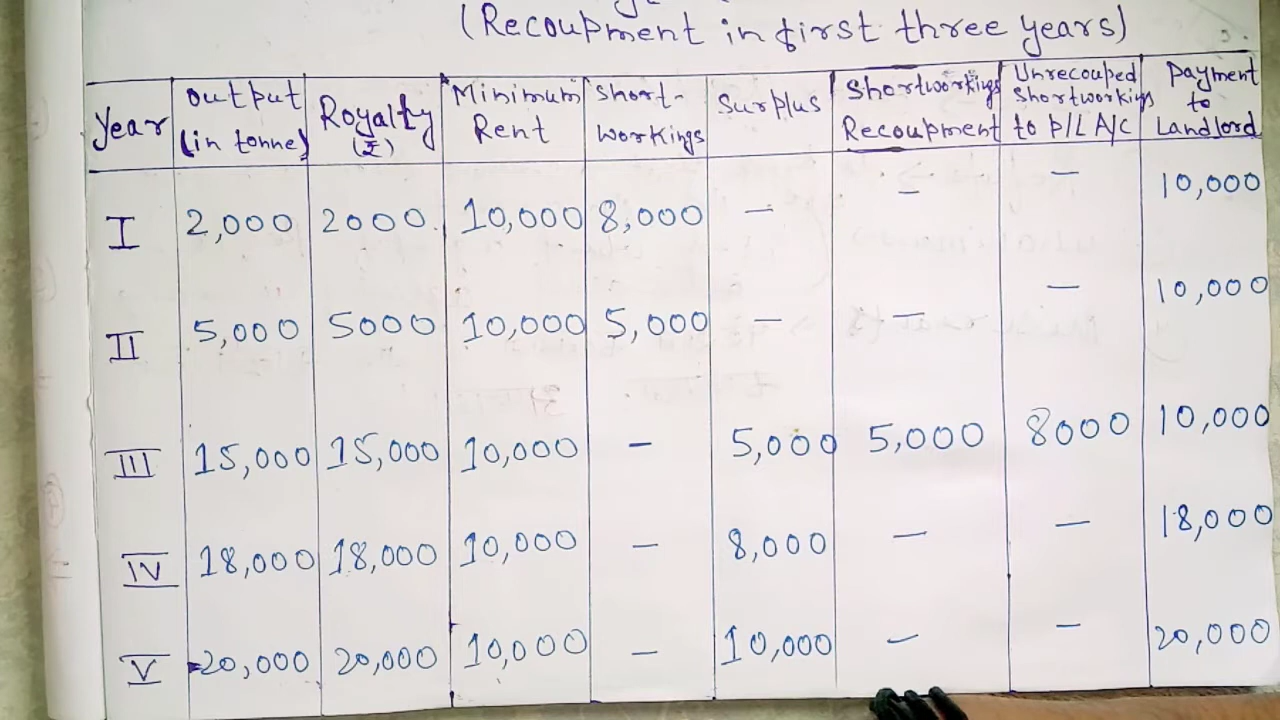 (Recoupment in first three years)
Year | Output (in tonne) | Royalty (₹) | Minimum Rent | Short-workings | Surplus | Shortworkings Recoupment | Unrecouped Shortworkings to P/L A/C | Payment to Landlord
I | 2,000 | 2000 | 10,000 | 8,000 | — | — | — | 10,000
II | 5,000 | 5000 | 10,000 | 5,000 | — | — | — | 10,000
III | 15,000 | 15,000 | 10,000 | - | 5,000 | 5,000 | 8000 | 10,000
IV | 18,000 | 18,000 | 10,000 | - | 8,000 | — | — | 18,000
V | 20,000 | 20,000 | 10,000 | - | 10,000 | — | — | 20,000